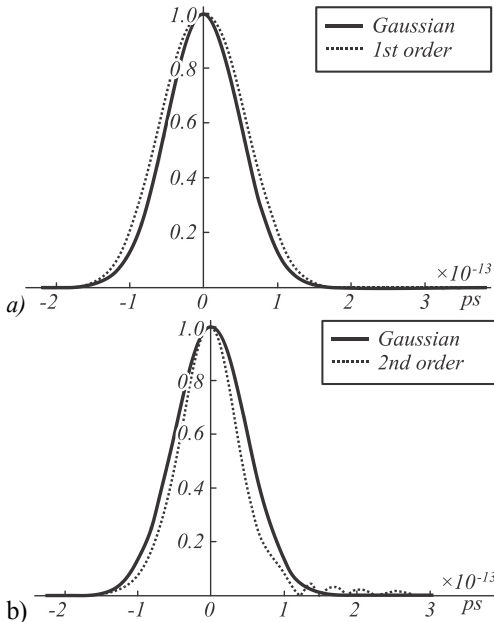 1.0
Gaussian
1st order
0.8
0.6
0.4
0.2
×10⁻¹³
a) -2 -1 0 1 2 3 ps
1.0
Gaussian
2nd order
0.8
0.6
0.4
0.2
×10⁻¹³
b) -2 -1 0 1 2 3 ps